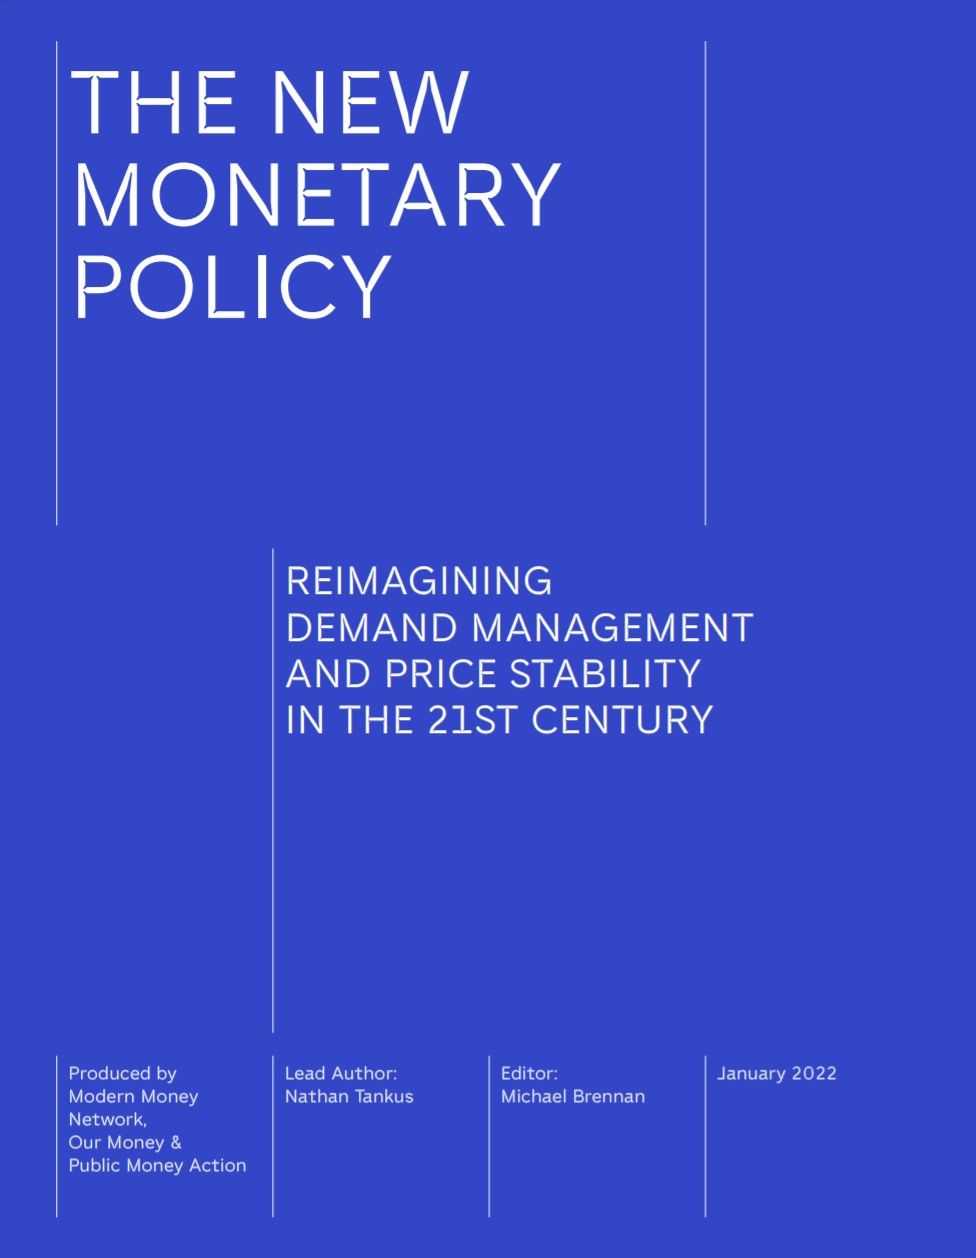 THE NEW
MONETARY
POLICY
REIMAGINING
DEMAND MANAGEMENT
AND PRICE STABILITY
IN THE 21ST CENTURY
Produced by
Modern Money
Network,
Our Money &
Public Money Action
Lead Author:
Nathan Tankus
Editor:
Michael Brennan
January 2022